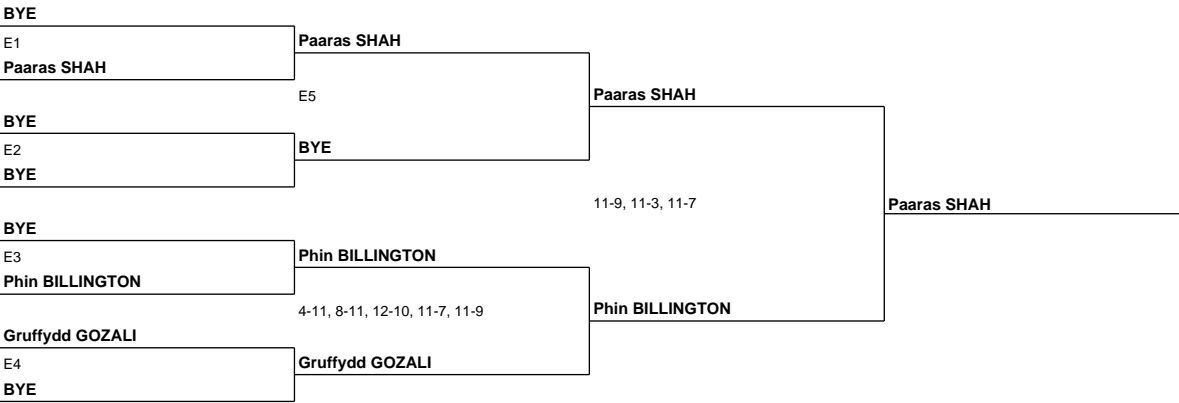 BYE
E1
Paaras SHAH
BYE
E2
BYE
BYE
E3
Phin BILLINGTON
Gruffydd GOZALI
E4
BYE
Paaras SHAH
E5
BYE
Phin BILLINGTON
4-11, 8-11, 12-10, 11-7, 11-9
Gruffydd GOZALI
Paaras SHAH
11-9, 11-3, 11-7
Phin BILLINGTON
Paaras SHAH